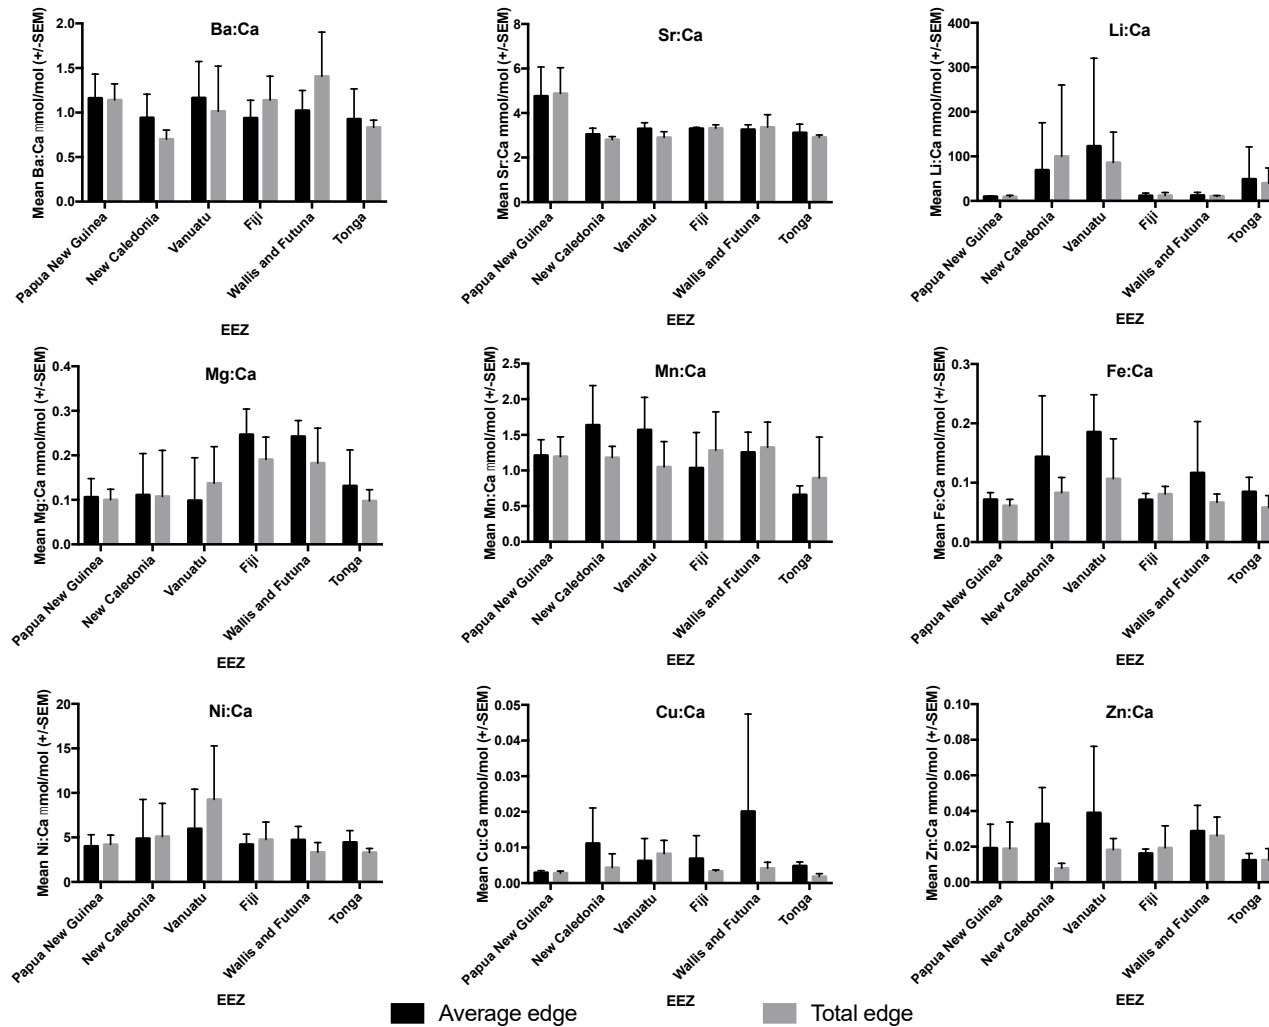 Ba:Ca
Mean Ba:Ca mmol/mol (+/-SEM)
2.0
1.5
1.0
0.5
0.0
Papua New Guinea
New Caledonia
Vanuatu
Fiji
Wallis and Futuna
Tonga
EEZ
Sr:Ca
Mean Sr:Ca mmol/mol (+/-SEM)
8
6
4
2
0
Papua New Guinea
New Caledonia
Vanuatu
Fiji
Wallis and Futuna
Tonga
EEZ
Li:Ca
Mean Li:Ca mmol/mol (+/-SEM)
400
300
200
100
0
Papua New Guinea
New Caledonia
Vanuatu
Fiji
Wallis and Futuna
Tonga
EEZ
Mg:Ca
Mean Mg:Ca mmol/mol (+/-SEM)
0.4
0.3
0.2
0.1
0.0
Papua New Guinea
New Caledonia
Vanuatu
Fiji
Wallis and Futuna
Tonga
EEZ
Mn:Ca
Mean Mn:Ca mmol/mol (+/-SEM)
2.5
2.0
1.5
1.0
0.5
0.0
Papua New Guinea
New Caledonia
Vanuatu
Fiji
Wallis and Futuna
Tonga
EEZ
Fe:Ca
Mean Fe:Ca mmol/mol (+/-SEM)
0.3
0.2
0.1
0.0
Papua New Guinea
New Caledonia
Vanuatu
Fiji
Wallis and Futuna
Tonga
EEZ
Ni:Ca
Mean Ni:Ca mmol/mol (+/-SEM)
20
15
10
5
0
Papua New Guinea
New Caledonia
Vanuatu
Fiji
Wallis and Futuna
Tonga
EEZ
Cu:Ca
Mean Cu:Ca mmol/mol (+/-SEM)
0.05
0.04
0.03
0.02
0.01
0.00
Papua New Guinea
New Caledonia
Vanuatu
Fiji
Wallis and Futuna
Tonga
EEZ
Zn:Ca
Mean Zn:Ca mmol/mol (+/-SEM)
0.10
0.08
0.06
0.04
0.02
0.00
Papua New Guinea
New Caledonia
Vanuatu
Fiji
Wallis and Futuna
Tonga
EEZ
Average edge
Total edge